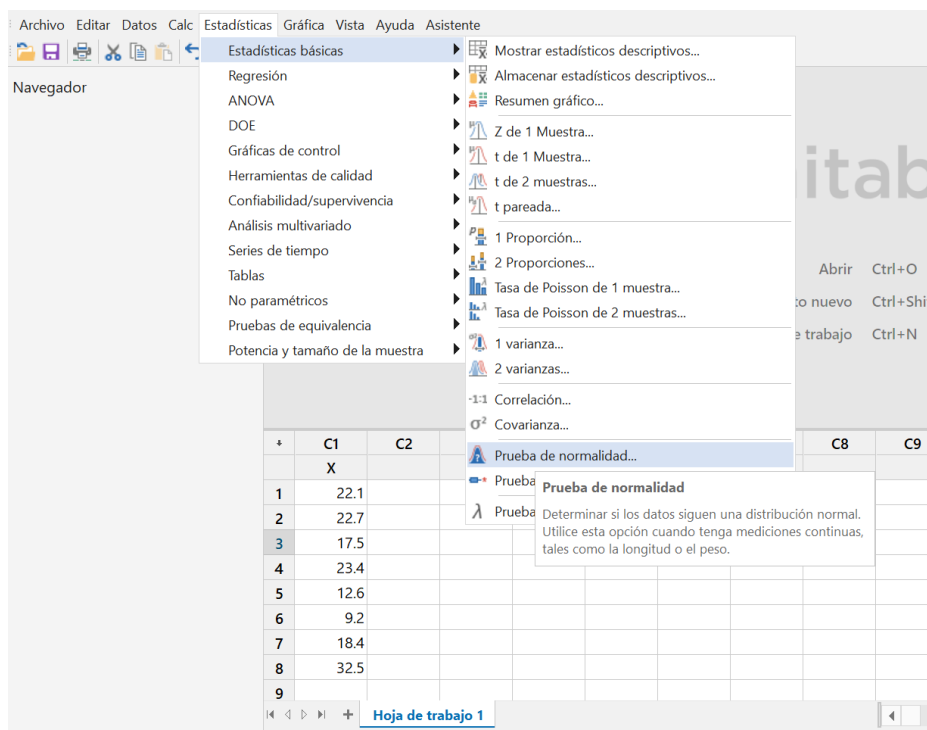 Archivo Editar Datos Calc Estadísticas Gráfica Vista Ayuda Asistente
Navegador
Estadísticas básicas
Regresión
ANOVA
DOE
Gráficas de control
Herramientas de calidad
Confiabilidad/supervivencia
Análisis multivariado
Series de tiempo
Tablas
No paramétricos
Pruebas de equivalencia
Potencia y tamaño de la muestra
Mostrar estadísticos descriptivos...
Almacenar estadísticos descriptivos...
Resumen gráfico...
Z de 1 Muestra...
t de 1 Muestra...
t de 2 muestras...
t pareada...
1 Proporción...
2 Proporciones...
Tasa de Poisson de 1 muestra...
Tasa de Poisson de 2 muestras...
1 varianza...
2 varianzas...
-1:1 Correlación...
σ² Covarianza...
Prueba de normalidad...
Prueba
λ Prueba
Prueba de normalidad
Determinar si los datos siguen una distribución normal.
Utilice esta opción cuando tenga mediciones continuas,
tales como la longitud o el peso.
itab
Abrir Ctrl+O
to nuevo Ctrl+Shi
e trabajo Ctrl+N
C1 C2 C8 C9
X
1 22.1
2 22.7
3 17.5
4 23.4
5 12.6
6 9.2
7 18.4
8 32.5
9
Hoja de trabajo 1